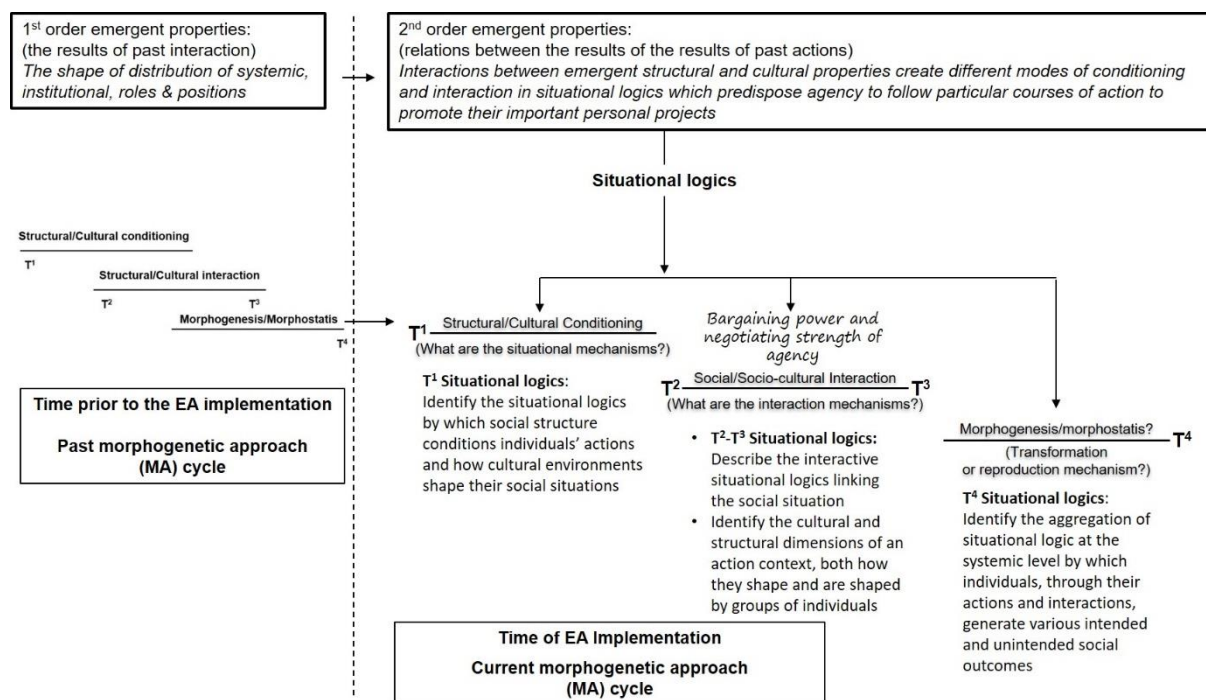 1st order emergent properties:
(the results of past interaction)
The shape of distribution of systemic,
institutional, roles & positions
2nd order emergent properties:
(relations between the results of the results of past actions)
Interactions between emergent structural and cultural properties create different modes of conditioning
and interaction in situational logics which predispose agency to follow particular courses of action to
promote their important personal projects
Situational logics
Structural/Cultural conditioning
T1
Structural/Cultural interaction
T2 T3
Morphogenesis/Morphostatis
T4
Time prior to the EA implementation
Past morphogenetic approach
(MA) cycle
T1 Structural/Cultural Conditioning
(What are the situational mechanisms?)
T1 Situational logics:
Identify the situational logics
by which social structure
conditions individuals' actions
and how cultural environments
shape their social situations
Bargaining power and
negotiating strength of
agency
T2 Social/Socio-cultural Interaction T3
(What are the interaction mechanisms?)
• T2-T3 Situational logics:
Describe the interactive
situational logics linking
the social situation
• Identify the cultural and
structural dimensions of an
action context, both how
they shape and are shaped
by groups of individuals
Morphogenesis/morphostatis? T4
(Transformation
or reproduction mechanism?)
T4 Situational logics:
Identify the aggregation of
situational logic at the
systemic level by which
individuals, through their
actions and interactions,
generate various intended
and unintended social
outcomes
Time of EA Implementation
Current morphogenetic approach
(MA) cycle